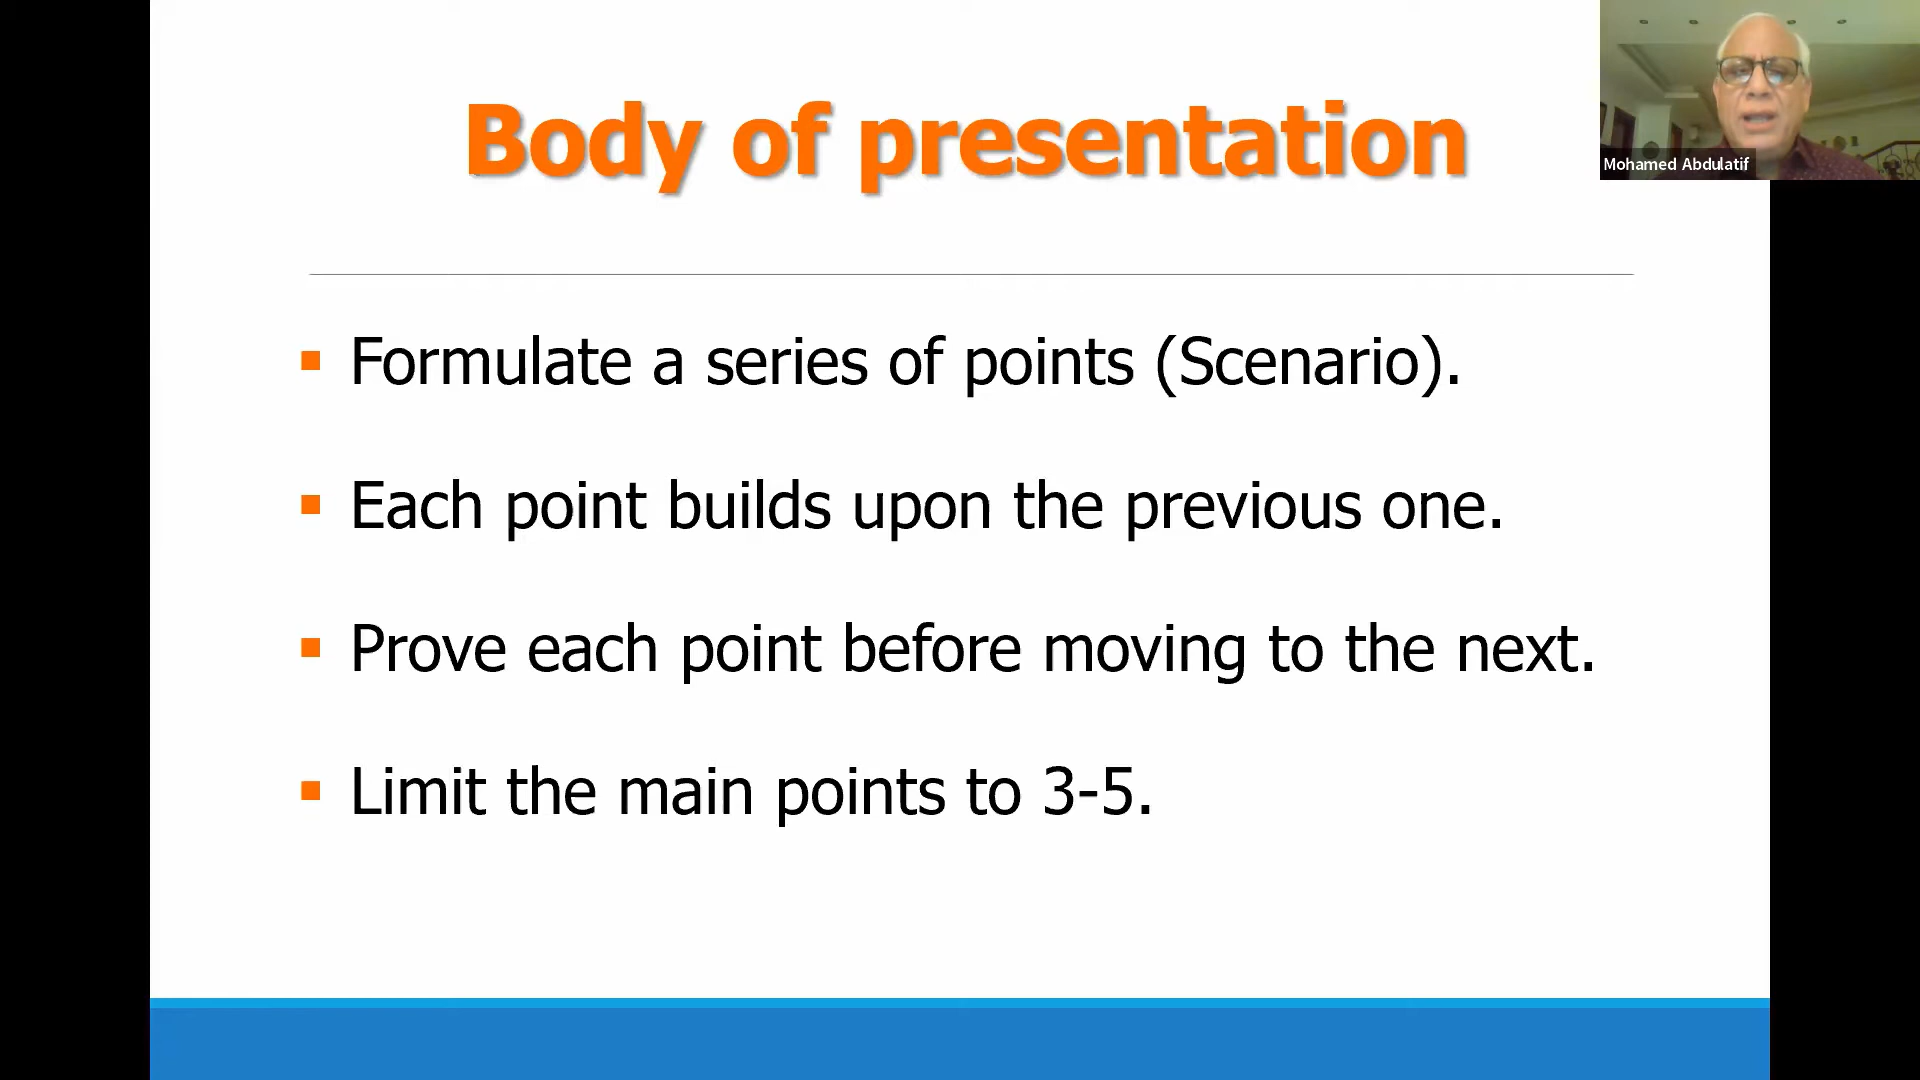 Body of presentation
Mohamed Abdulatif
Formulate a series of points (Scenario).
Each point builds upon the previous one.
Prove each point before moving to the next.
Limit the main points to 3-5.